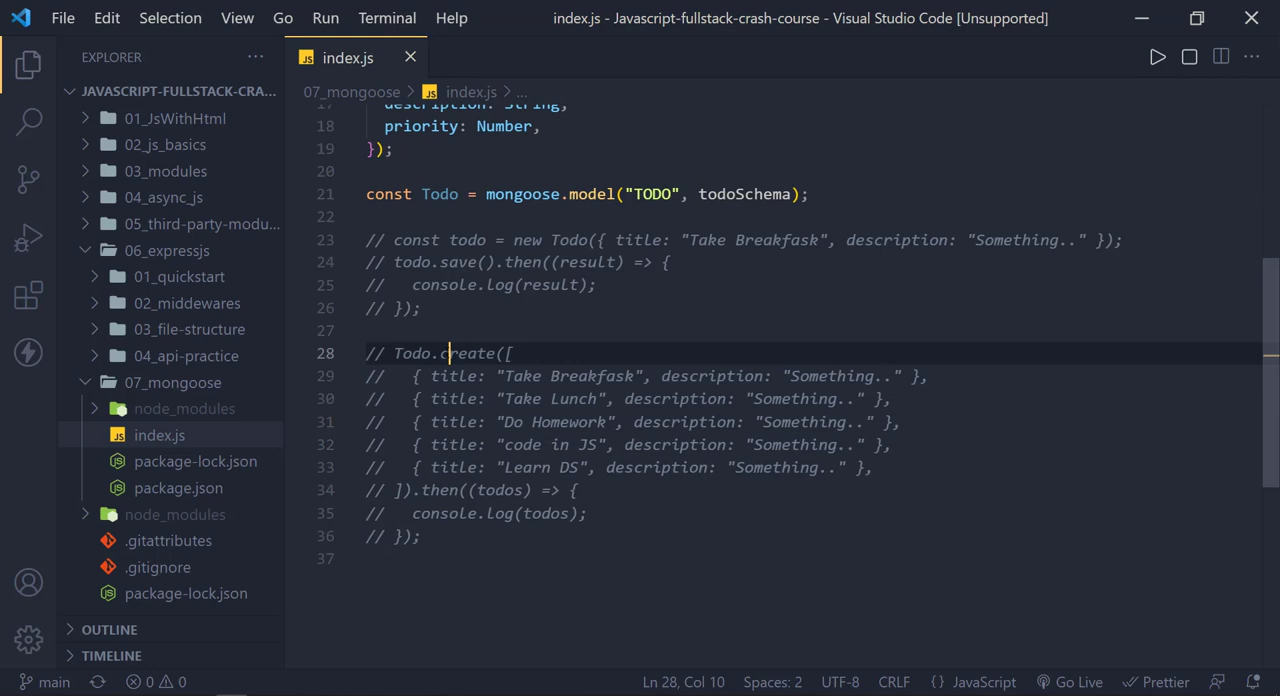 File Edit Selection View Go Run Terminal Help
index.js - Javascript-fullstack-crash-course - Visual Studio Code [Unsupported]
EXPLORER ···
JS index.js
JAVASCRIPT-FULLSTACK-CRA...
07_mongoose > JS index.js > ...
01_JsWithHtml
02_js_basics
03_modules
04_async_js
05_third-party-modu...
06_expressjs
01_quickstart
02_middewares
03_file-structure
04_api-practice
07_mongoose
node_modules
JS index.js
package-lock.json
package.json
node_modules
.gitattributes
.gitignore
package-lock.json
OUTLINE
TIMELINE
17 description: String,
18 priority: Number,
19 });
20
21 const Todo = mongoose.model("TODO", todoSchema);
22
23 // const todo = new Todo({ title: "Take Breakfask", description: "Something.." });
24 // todo.save().then((result) => {
25 //   console.log(result);
26 // });
27
28 // Todo.create([
29 //   { title: "Take Breakfask", description: "Something.." },
30 //   { title: "Take Lunch", description: "Something.." },
31 //   { title: "Do Homework", description: "Something.." },
32 //   { title: "code in JS", description: "Something.." },
33 //   { title: "Learn DS", description: "Something.." },
34 // ]).then((todos) => {
35 //   console.log(todos);
36 // });
37
main 0 0 Ln 28, Col 10 Spaces: 2 UTF-8 CRLF {} JavaScript Go Live Prettier